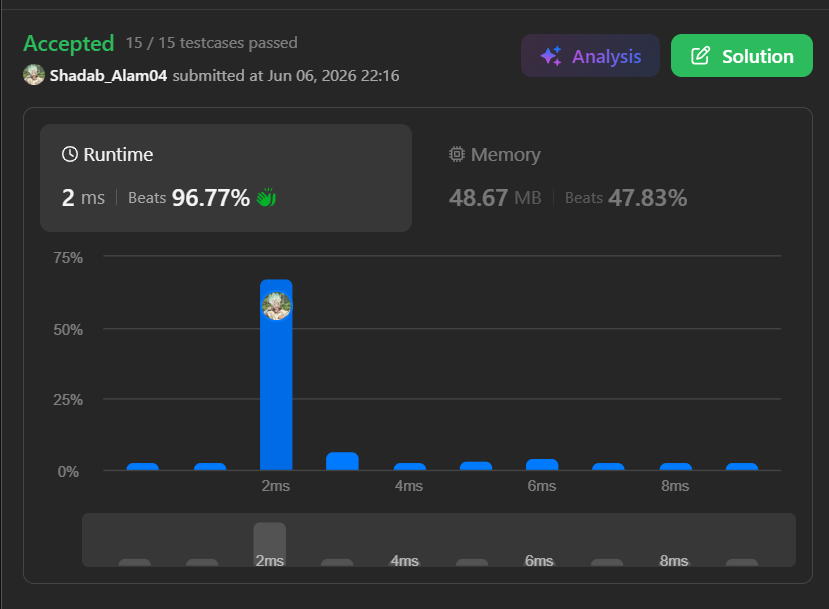 Accepted 15 / 15 testcases passed
Shadab_Alam04 submitted at Jun 06, 2026 22:16
Analysis
Solution
Runtime
2 ms Beats 96.77%
Memory
48.67 MB Beats 47.83%
75%
50%
25%
0%
2ms 4ms 6ms 8ms
2ms 4ms 6ms 8ms